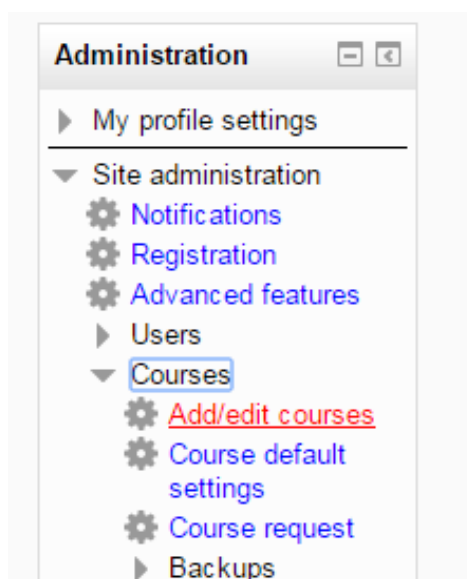 Administration
My profile settings
Site administration
Notifications
Registration
Advanced features
Users
Courses
Add/edit courses
Course default
settings
Course request
Backups